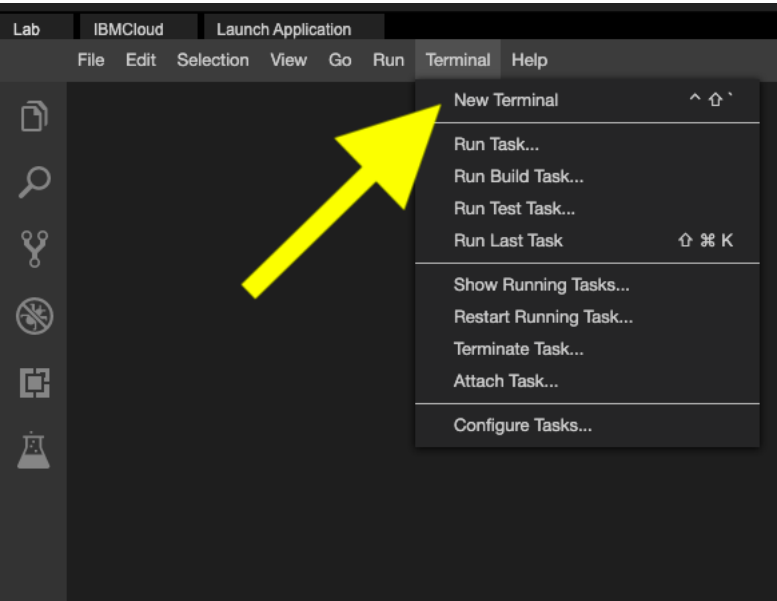 Lab IBMCloud Launch Application
File Edit Selection View Go Run Terminal Help
New Terminal ^ ⇧ `
Run Task...
Run Build Task...
Run Test Task...
Run Last Task ⇧ ⌘ K
Show Running Tasks...
Restart Running Task...
Terminate Task...
Attach Task...
Configure Tasks...